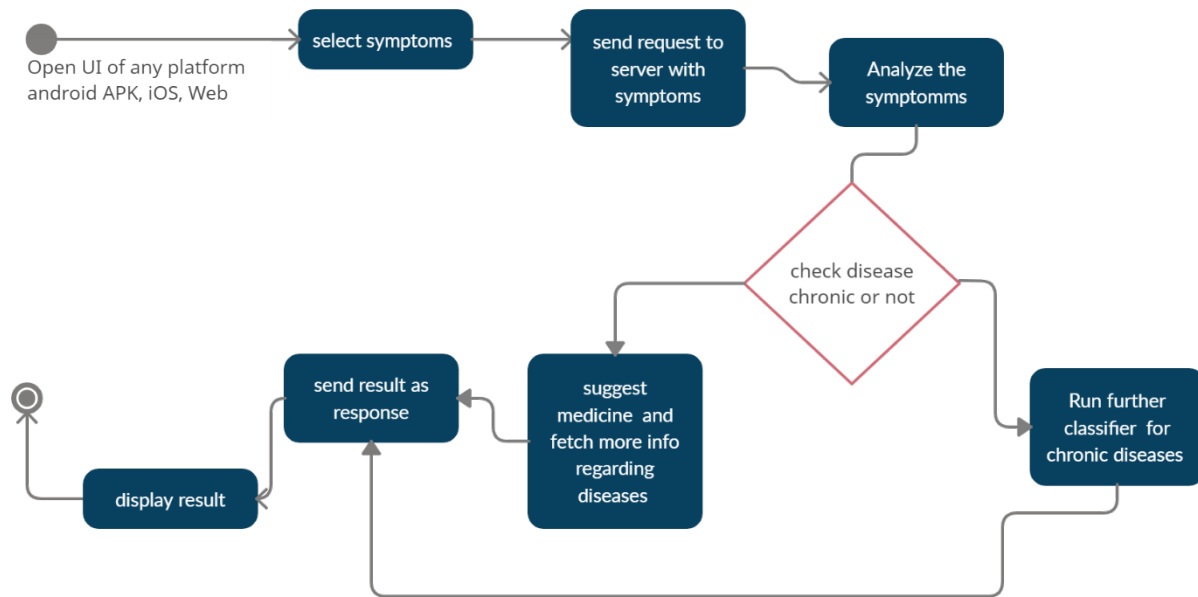 Open UI of any platform
android APK, iOS, Web
select symptoms
send request to
server with
symptoms
Analyze the
symptomms
check disease
chronic or not
Run further
classifier for
chronic diseases
suggest
medicine and
fetch more info
regarding
diseases
send result as
response
display result